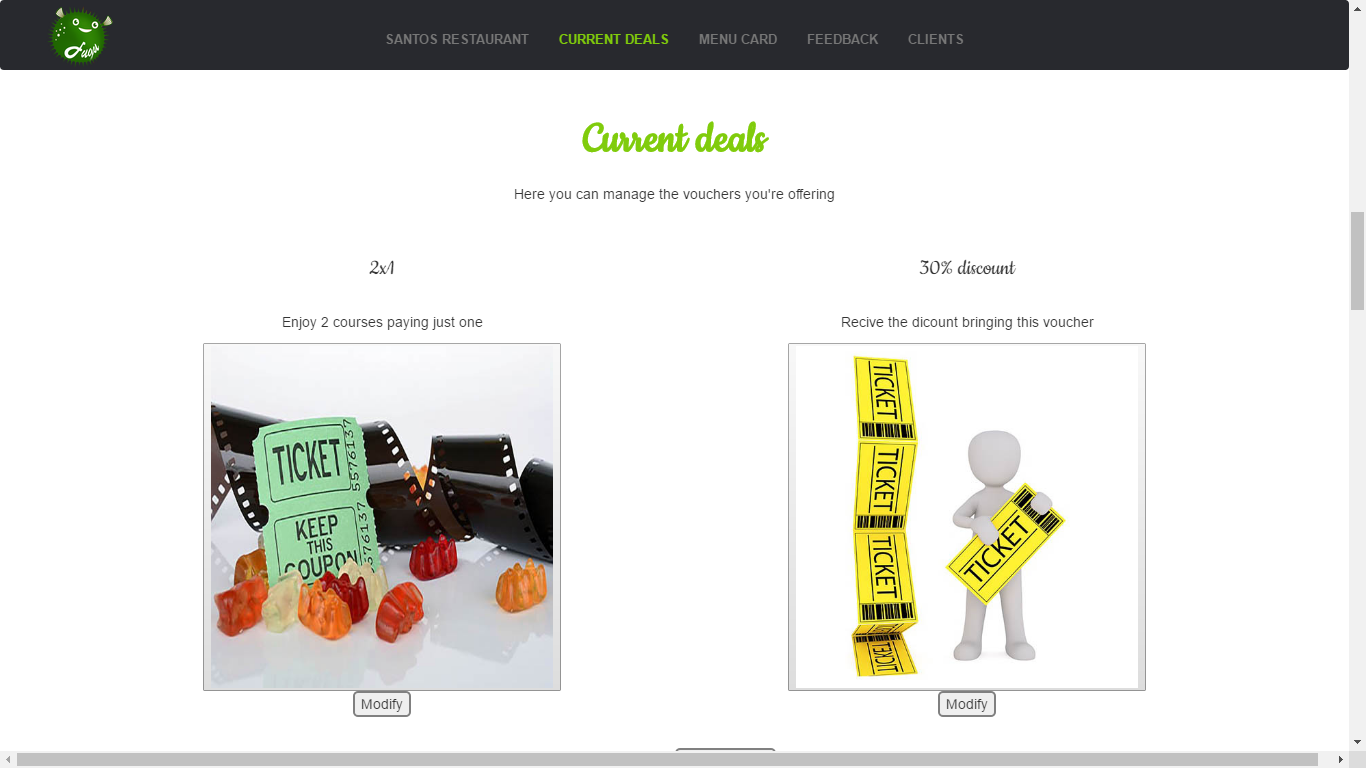 Fugu
SANTOS RESTAURANT CURRENT DEALS MENU CARD FEEDBACK CLIENTS
Current deals
Here you can manage the vouchers you're offering
2x1
Enjoy 2 courses paying just one
TICKET
5576137
KEEP
THIS
COUPON
5576137
Modify
30% discount
Recive the dicount bringing this voucher
TICKET
TICKET
TICKET
TICKET
TICKET
Modify